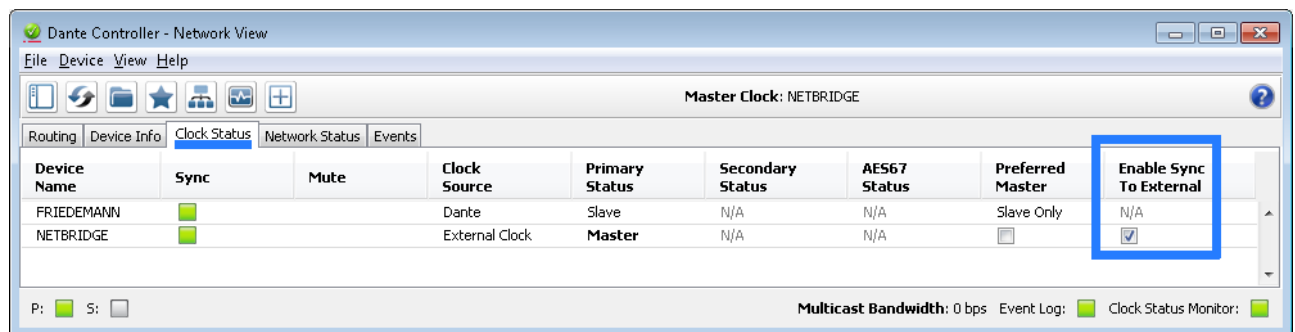 Dante Controller - Network View
File Device View Help
Master Clock: NETBRIDGE
Routing Device Info Clock Status Network Status Events
Device Name Sync Mute Clock Source Primary Status Secondary Status AES67 Status Preferred Master Enable Sync To External
FRIEDEMANN Dante Slave N/A N/A Slave Only N/A
NETBRIDGE External Clock Master N/A N/A
P: S: Multicast Bandwidth: 0 bps Event Log: Clock Status Monitor: